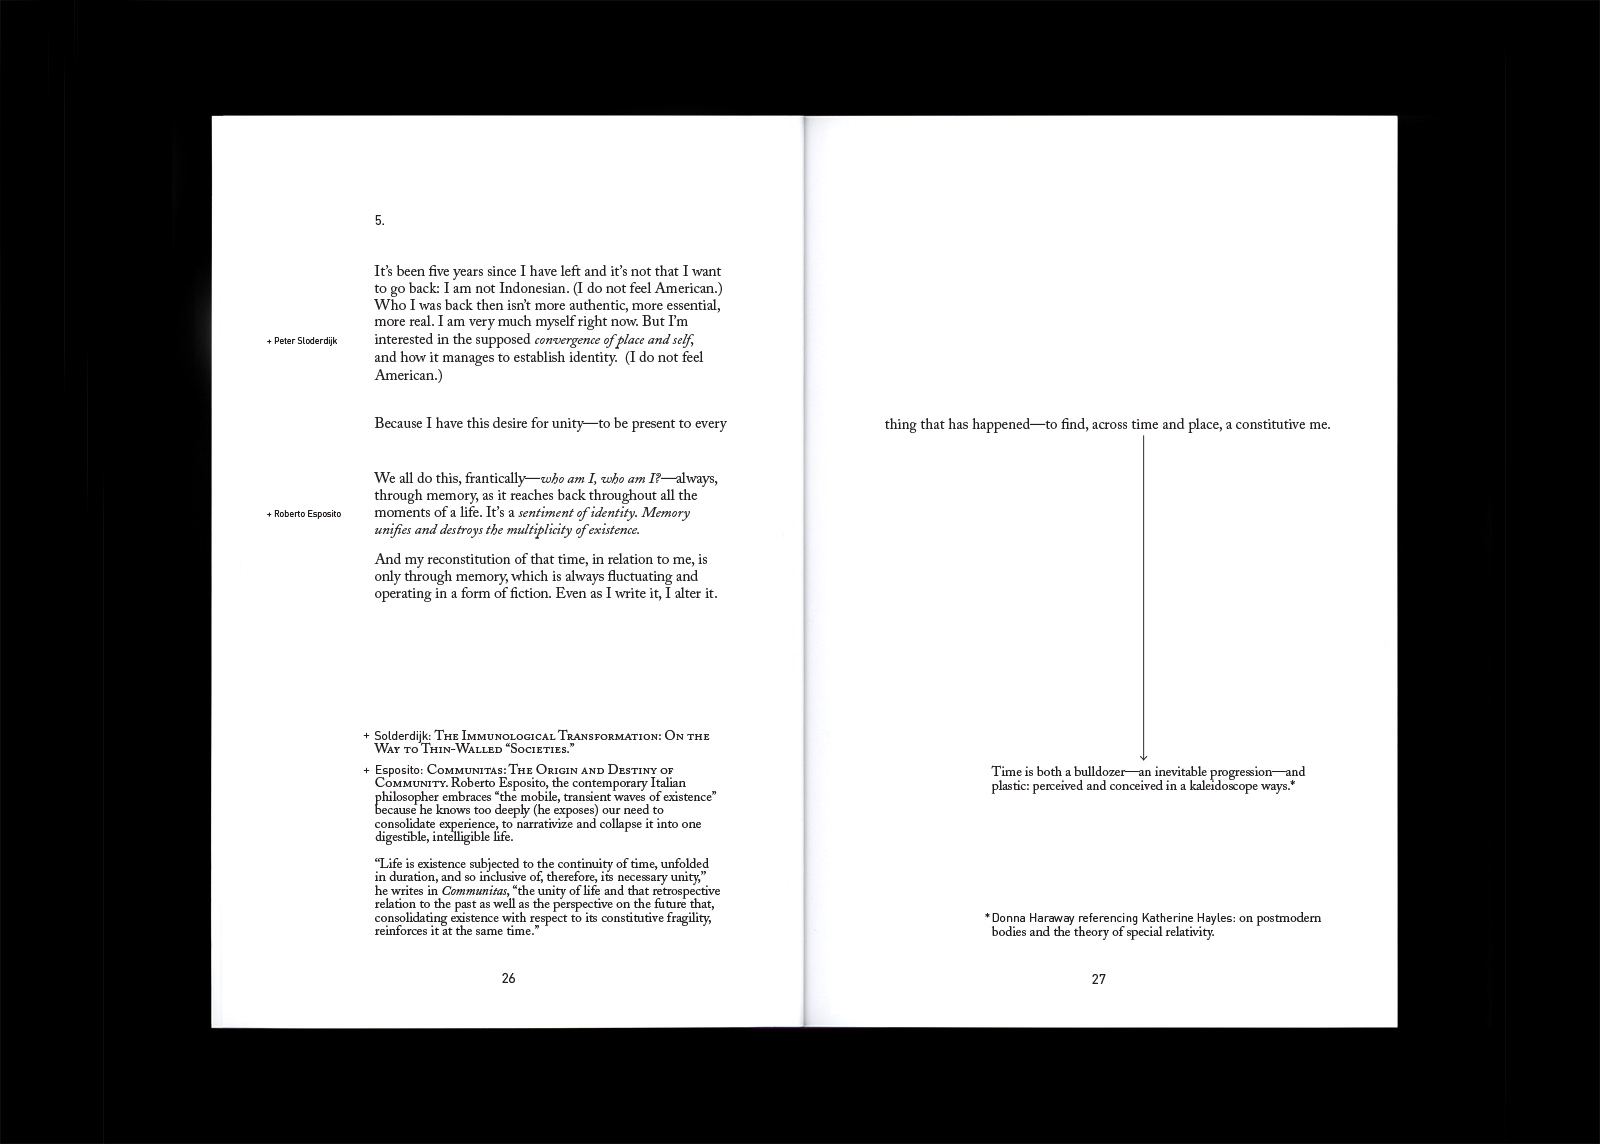 5.
It's been five years since I have left and it's not that I want
to go back: I am not Indonesian. (I do not feel American.)
Who I was back then isn't more authentic, more essential,
more real. I am very much myself right now. But I'm
+ Peter Sloderdijk
interested in the supposed convergence of place and self,
and how it manages to establish identity. (I do not feel
American.)
Because I have this desire for unity—to be present to every
We all do this, frantically—who am I, who am I?—always,
through memory, as it reaches back throughout all the
+ Roberto Esposito
moments of a life. It's a sentiment of identity. Memory
unifies and destroys the multiplicity of existence.
And my reconstitution of that time, in relation to me, is
only through memory, which is always fluctuating and
operating in a form of fiction. Even as I write it, I alter it.
+ Solderdijk: The Immunological Transformation: On the
Way to Thin-Walled “Societies.”
+ Esposito: Communitas: The Origin and Destiny of
Community. Roberto Esposito, the contemporary Italian
philosopher embraces “the mobile, transient waves of existence”
because he knows too deeply (he exposes) our need to
consolidate experience, to narrativize and collapse it into one
digestible, intelligible life.
“Life is existence subjected to the continuity of time, unfolded
in duration, and so inclusive of, therefore, its necessary unity,”
he writes in Communitas, “the unity of life and that retrospective
relation to the past as well as the perspective on the future that,
consolidating existence with respect to its constitutive fragility,
reinforces it at the same time.”
26
thing that has happened—to find, across time and place, a constitutive me.
Time is both a bulldozer—an inevitable progression—and
plastic: perceived and conceived in a kaleidoscope ways.*
* Donna Haraway referencing Katherine Hayles: on postmodern
bodies and the theory of special relativity.
27